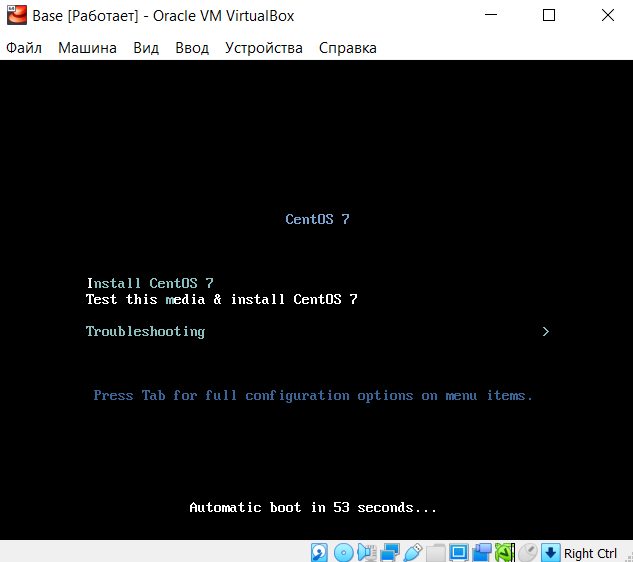 Base [Работает] - Oracle VM VirtualBox
Файл Машина Вид Ввод Устройства Справка
CentOS 7
Install CentOS 7
Test this media & install CentOS 7
Troubleshooting >
Press Tab for full configuration options on menu items.
Automatic boot in 53 seconds...
Right Ctrl